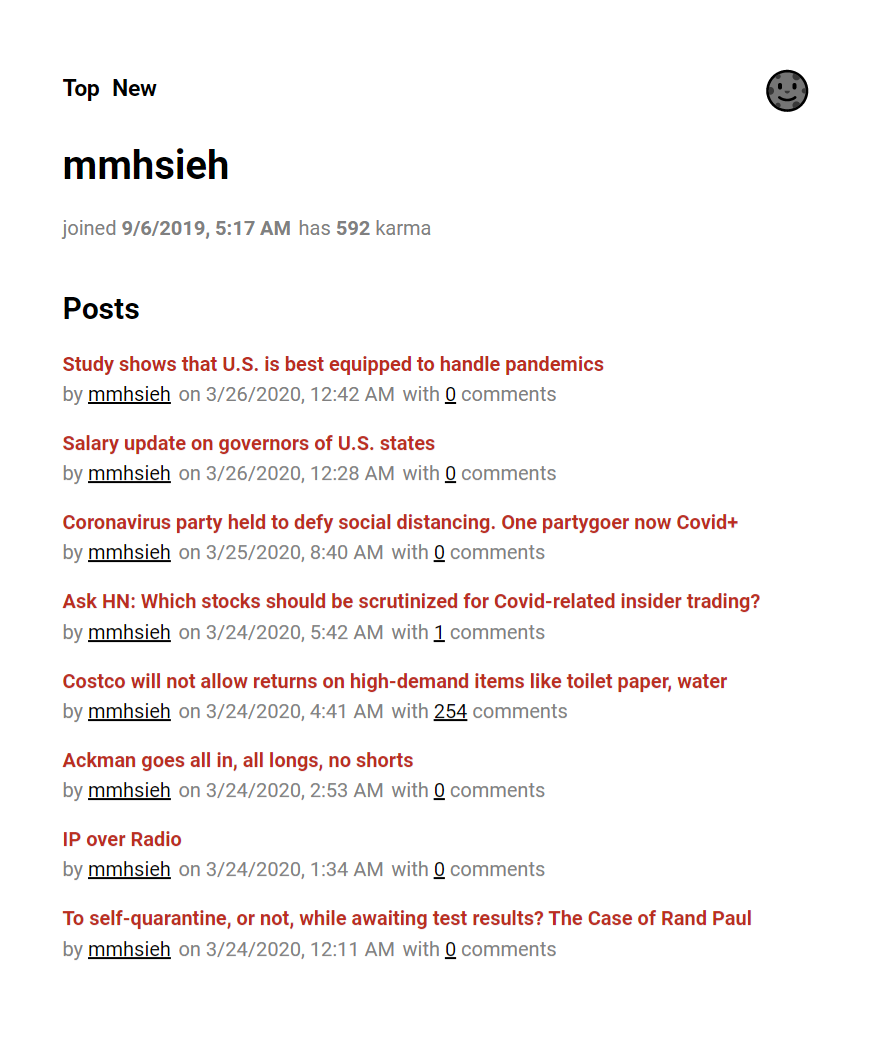 Top New
mmhsieh
joined 9/6/2019, 5:17 AM has 592 karma
Posts
Study shows that U.S. is best equipped to handle pandemics
by mmhsieh on 3/26/2020, 12:42 AM with 0 comments
Salary update on governors of U.S. states
by mmhsieh on 3/26/2020, 12:28 AM with 0 comments
Coronavirus party held to defy social distancing. One partygoer now Covid+
by mmhsieh on 3/25/2020, 8:40 AM with 0 comments
Ask HN: Which stocks should be scrutinized for Covid-related insider trading?
by mmhsieh on 3/24/2020, 5:42 AM with 1 comments
Costco will not allow returns on high-demand items like toilet paper, water
by mmhsieh on 3/24/2020, 4:41 AM with 254 comments
Ackman goes all in, all longs, no shorts
by mmhsieh on 3/24/2020, 2:53 AM with 0 comments
IP over Radio
by mmhsieh on 3/24/2020, 1:34 AM with 0 comments
To self-quarantine, or not, while awaiting test results? The Case of Rand Paul
by mmhsieh on 3/24/2020, 12:11 AM with 0 comments